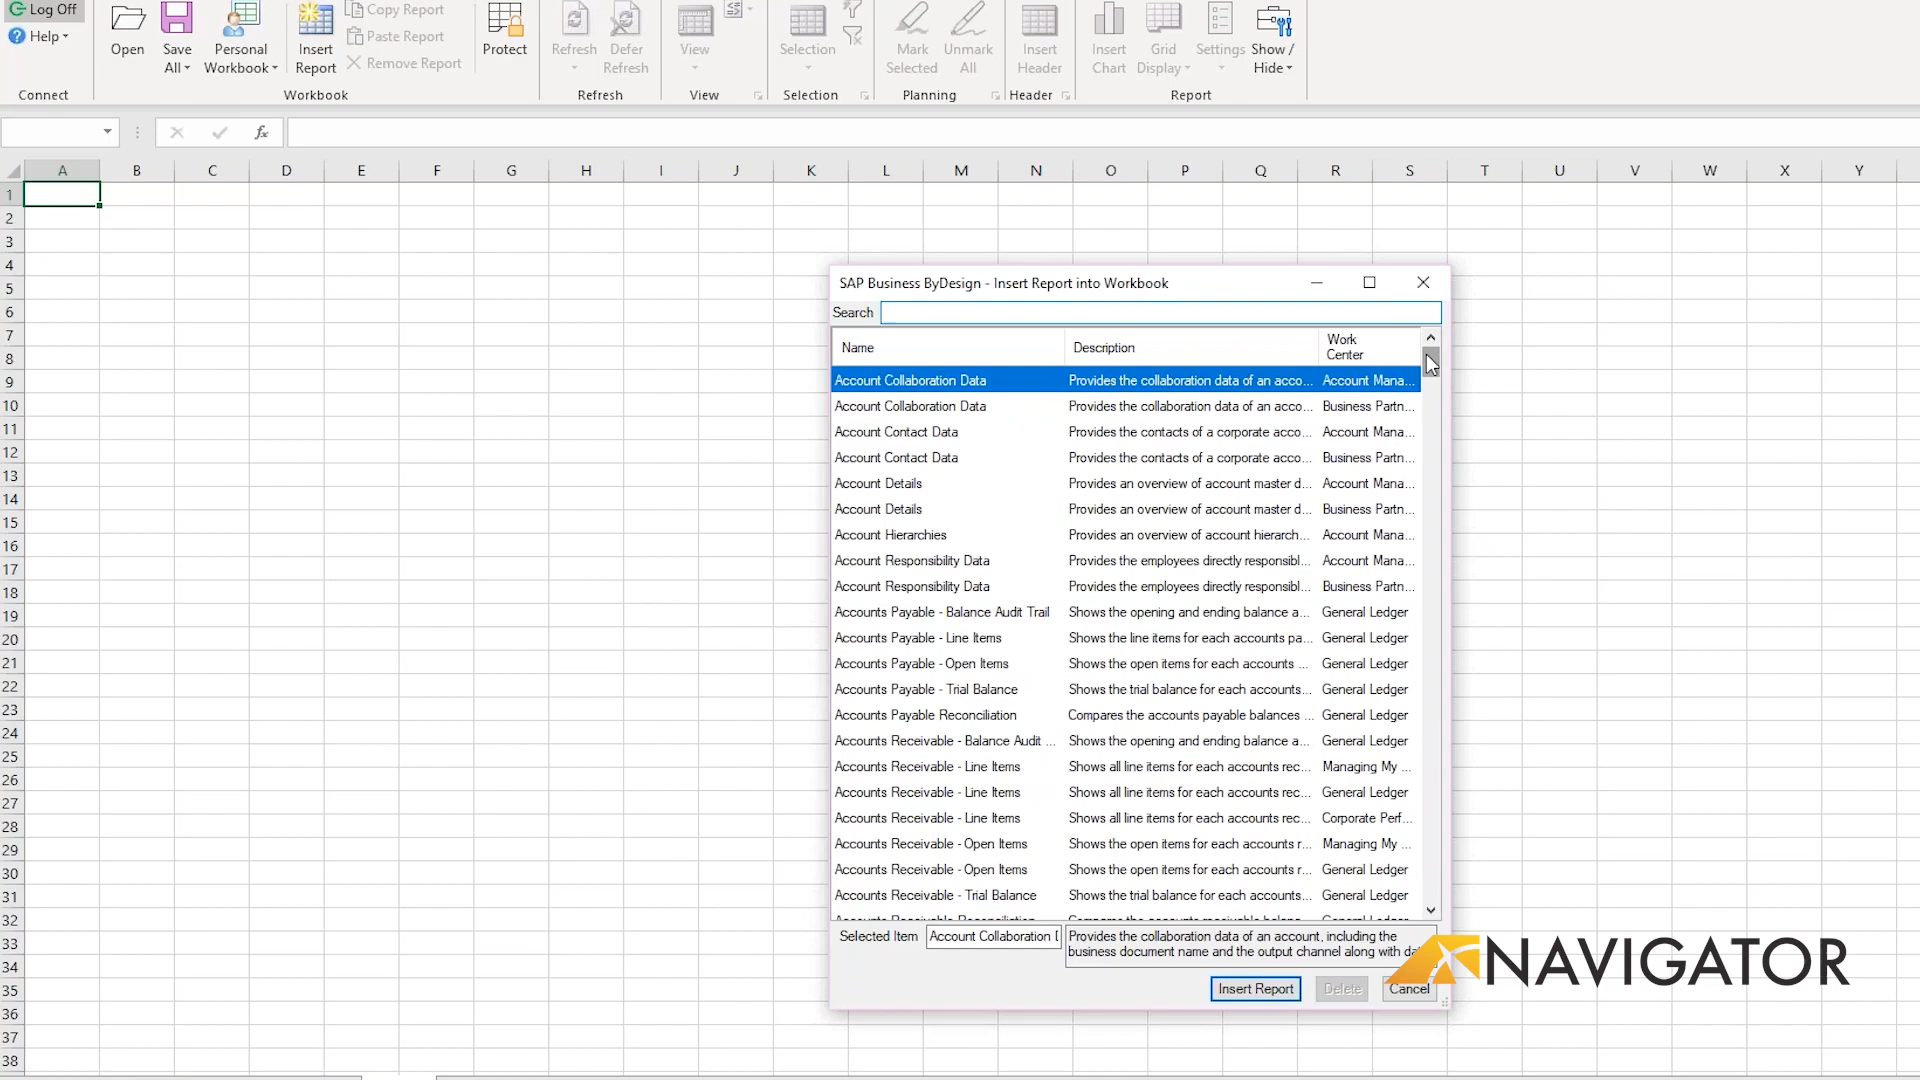 Log Off
Help
Connect
Open
Save All
Personal Workbook
Insert Report
Copy Report
Paste Report
Remove Report
Workbook
Protect
Refresh
Defer Refresh
Refresh
View
View
Selection
Selection
Mark Selected
Unmark All
Planning
Insert Header
Header
Insert Chart
Grid Display
Settings
Show / Hide
Report
fx
A B C D E F G H I J K L M N O P Q R S T U V W X Y
1
2
3
4
5
6
7
8
9
10
11
12
13
14
15
16
17
18
19
20
21
22
23
24
25
26
27
28
29
30
31
32
33
34
35
36
37
38
SAP Business ByDesign - Insert Report into Workbook
Search
Name Description Work Center
Account Collaboration Data Provides the collaboration data of an acco... Account Mana...
Account Collaboration Data Provides the collaboration data of an acco... Business Partn...
Account Contact Data Provides the contacts of a corporate acco... Account Mana...
Account Contact Data Provides the contacts of a corporate acco... Business Partn...
Account Details Provides an overview of account master d... Account Mana...
Account Details Provides an overview of account master d... Business Partn...
Account Hierarchies Provides an overview of account hierarch... Account Mana...
Account Responsibility Data Provides the employees directly responsibl... Account Mana...
Account Responsibility Data Provides the employees directly responsibl... Business Partn...
Accounts Payable - Balance Audit Trail Shows the opening and ending balance a... General Ledger
Accounts Payable - Line Items Shows the line items for each accounts pa... General Ledger
Accounts Payable - Open Items Shows the open items for each accounts ... General Ledger
Accounts Payable - Trial Balance Shows the trial balance for each accounts... General Ledger
Accounts Payable Reconciliation Compares the accounts payable balances ... General Ledger
Accounts Receivable - Balance Audit ... Shows the opening and ending balance a... General Ledger
Accounts Receivable - Line Items Shows all line items for each accounts rec... Managing My ...
Accounts Receivable - Line Items Shows all line items for each accounts rec... General Ledger
Accounts Receivable - Line Items Shows all line items for each accounts rec... Corporate Perf...
Accounts Receivable - Open Items Shows the open items for each accounts r... Managing My ...
Accounts Receivable - Open Items Shows the open items for each accounts r... General Ledger
Accounts Receivable - Trial Balance Shows the trial balance for each accounts... General Ledger
Selected Item Account Collaboration Provides the collaboration data of an account, including the
business document name and the output channel along with
Insert Report Delete Cancel
NAVIGATOR